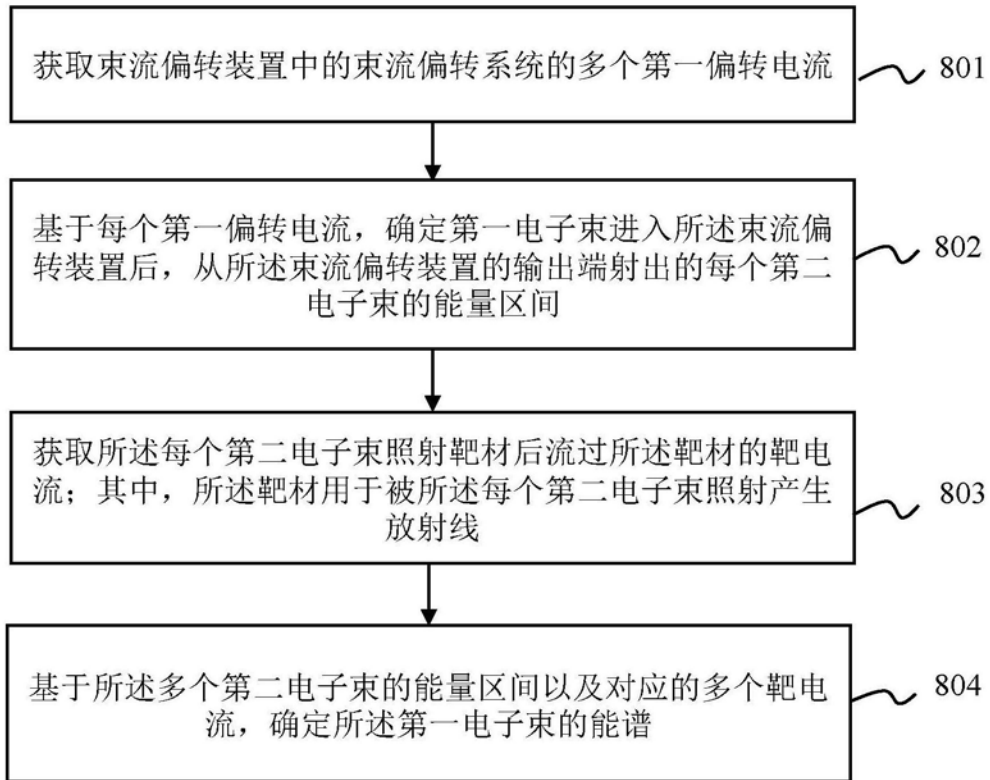 获取束流偏转装置中的束流偏转系统的多个第一偏转电流
801
基于每个第一偏转电流，确定第一电子束进入所述束流偏
转装置后，从所述束流偏转装置的输出端射出的每个第二
电子束的能量区间
802
获取所述每个第二电子束照射靶材后流过所述靶材的靶电
流；其中，所述靶材用于被所述每个第二电子束照射产生
放射线
803
基于所述多个第二电子束的能量区间以及对应的多个靶电
流，确定所述第一电子束的能谱
804